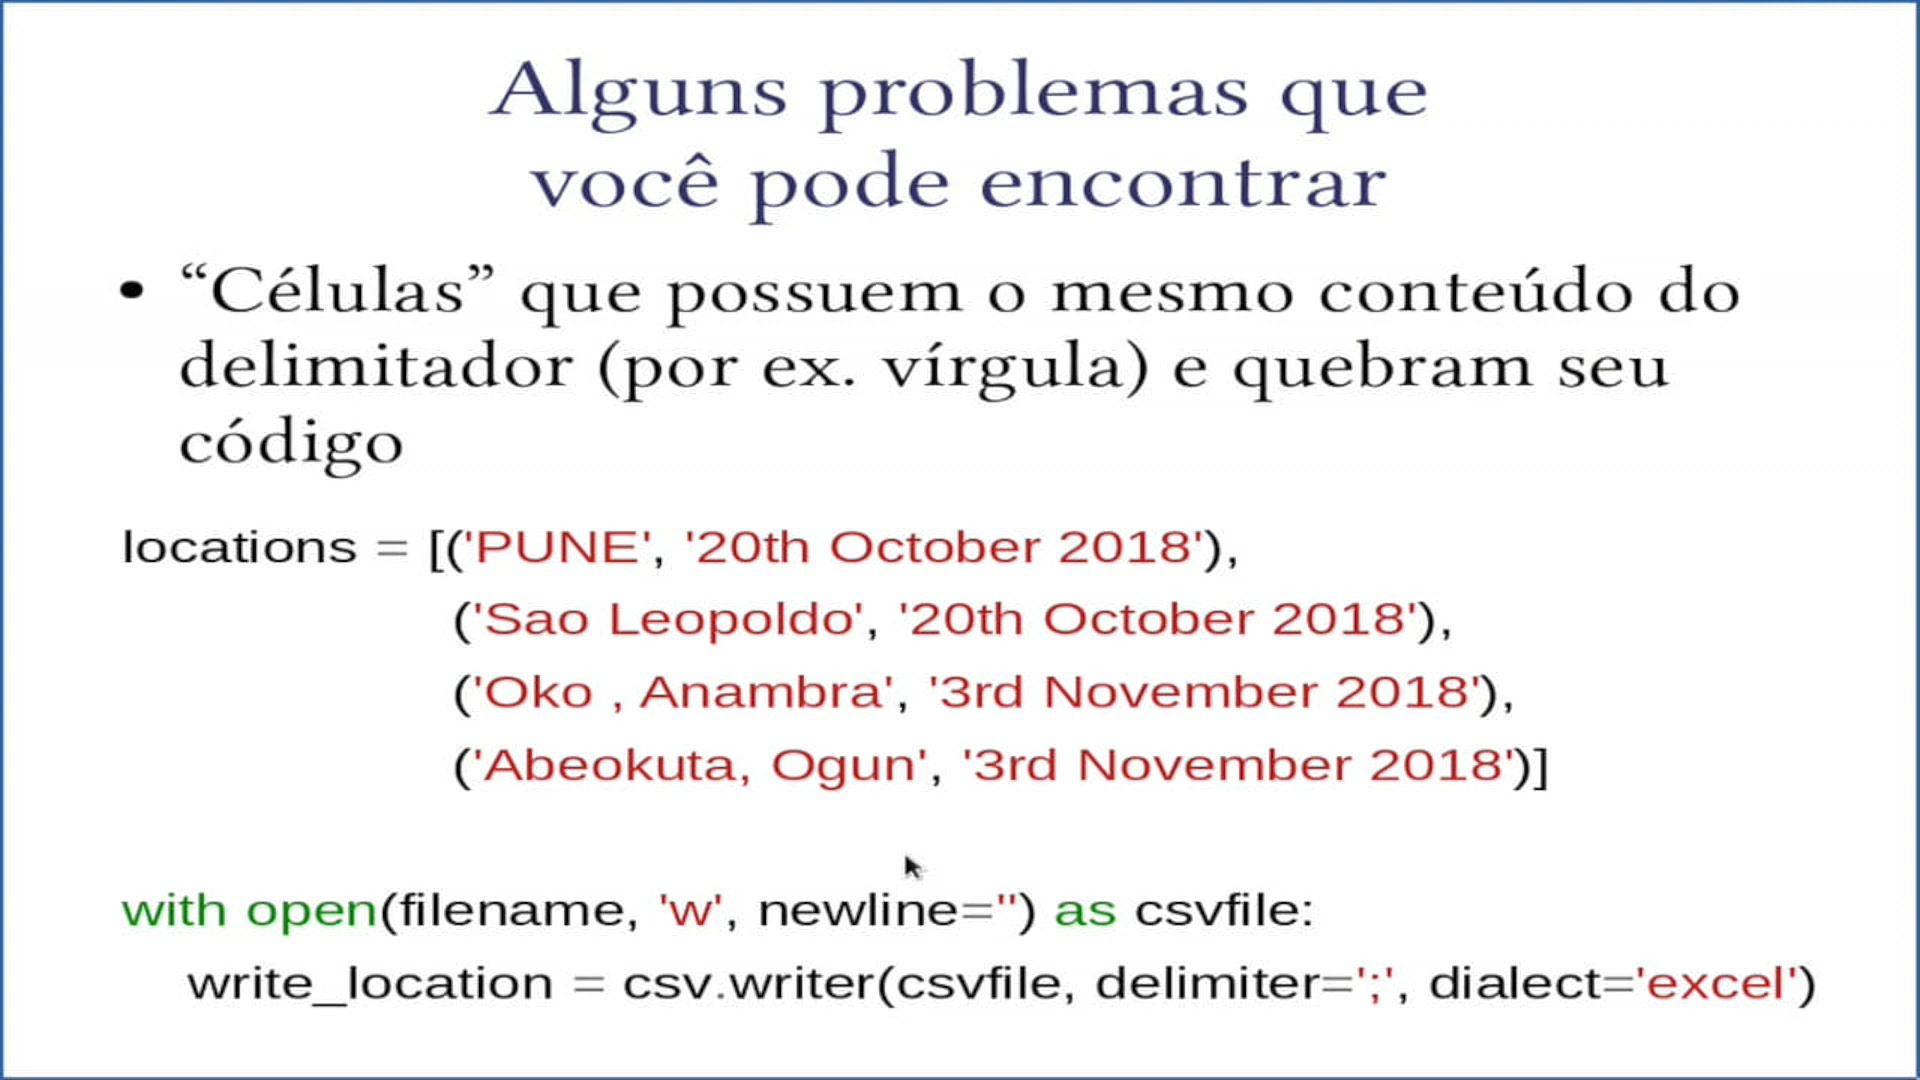 Alguns problemas que
você pode encontrar
• “Células” que possuem o mesmo conteúdo do
delimitador (por ex. vírgula) e quebram seu
código
locations = [('PUNE', '20th October 2018'),
('Sao Leopoldo', '20th October 2018'),
('Oko , Anambra', '3rd November 2018'),
('Abeokuta, Ogun', '3rd November 2018')]
with open(filename, 'w', newline='') as csvfile:
write_location = csv.writer(csvfile, delimiter=';', dialect='excel')